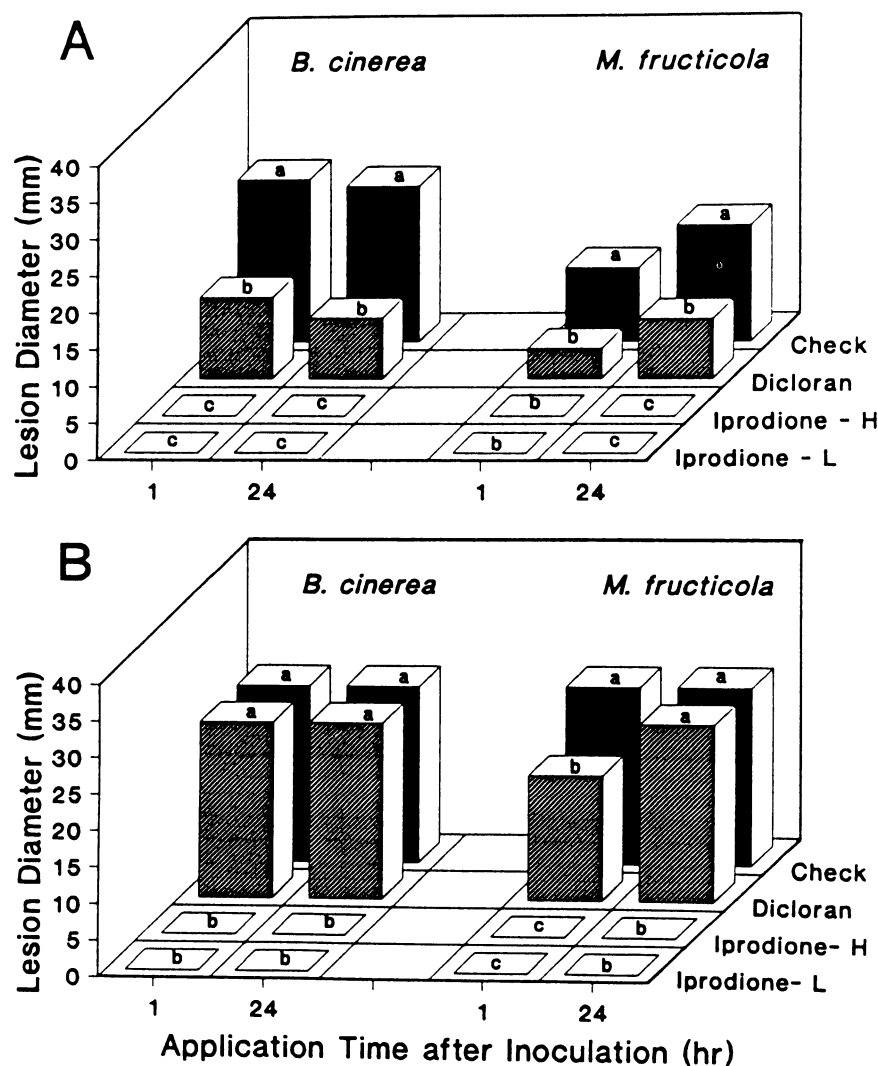 A
B. cinerea M. fructicola
Lesion Diameter (mm)
40
35
30
25
20
15
10
5
0
a a a a
b b b b
c c b c
c c b c
Check
Dicloran
Iprodione - H
Iprodione - L
1 24 1 24
B
B. cinerea M. fructicola
Lesion Diameter (mm)
40
35
30
25
20
15
10
5
0
a a a a
a a b a
b b c b
b b c b
Check
Dicloran
Iprodione- H
Iprodione- L
1 24 1 24
Application Time after Inoculation (hr)